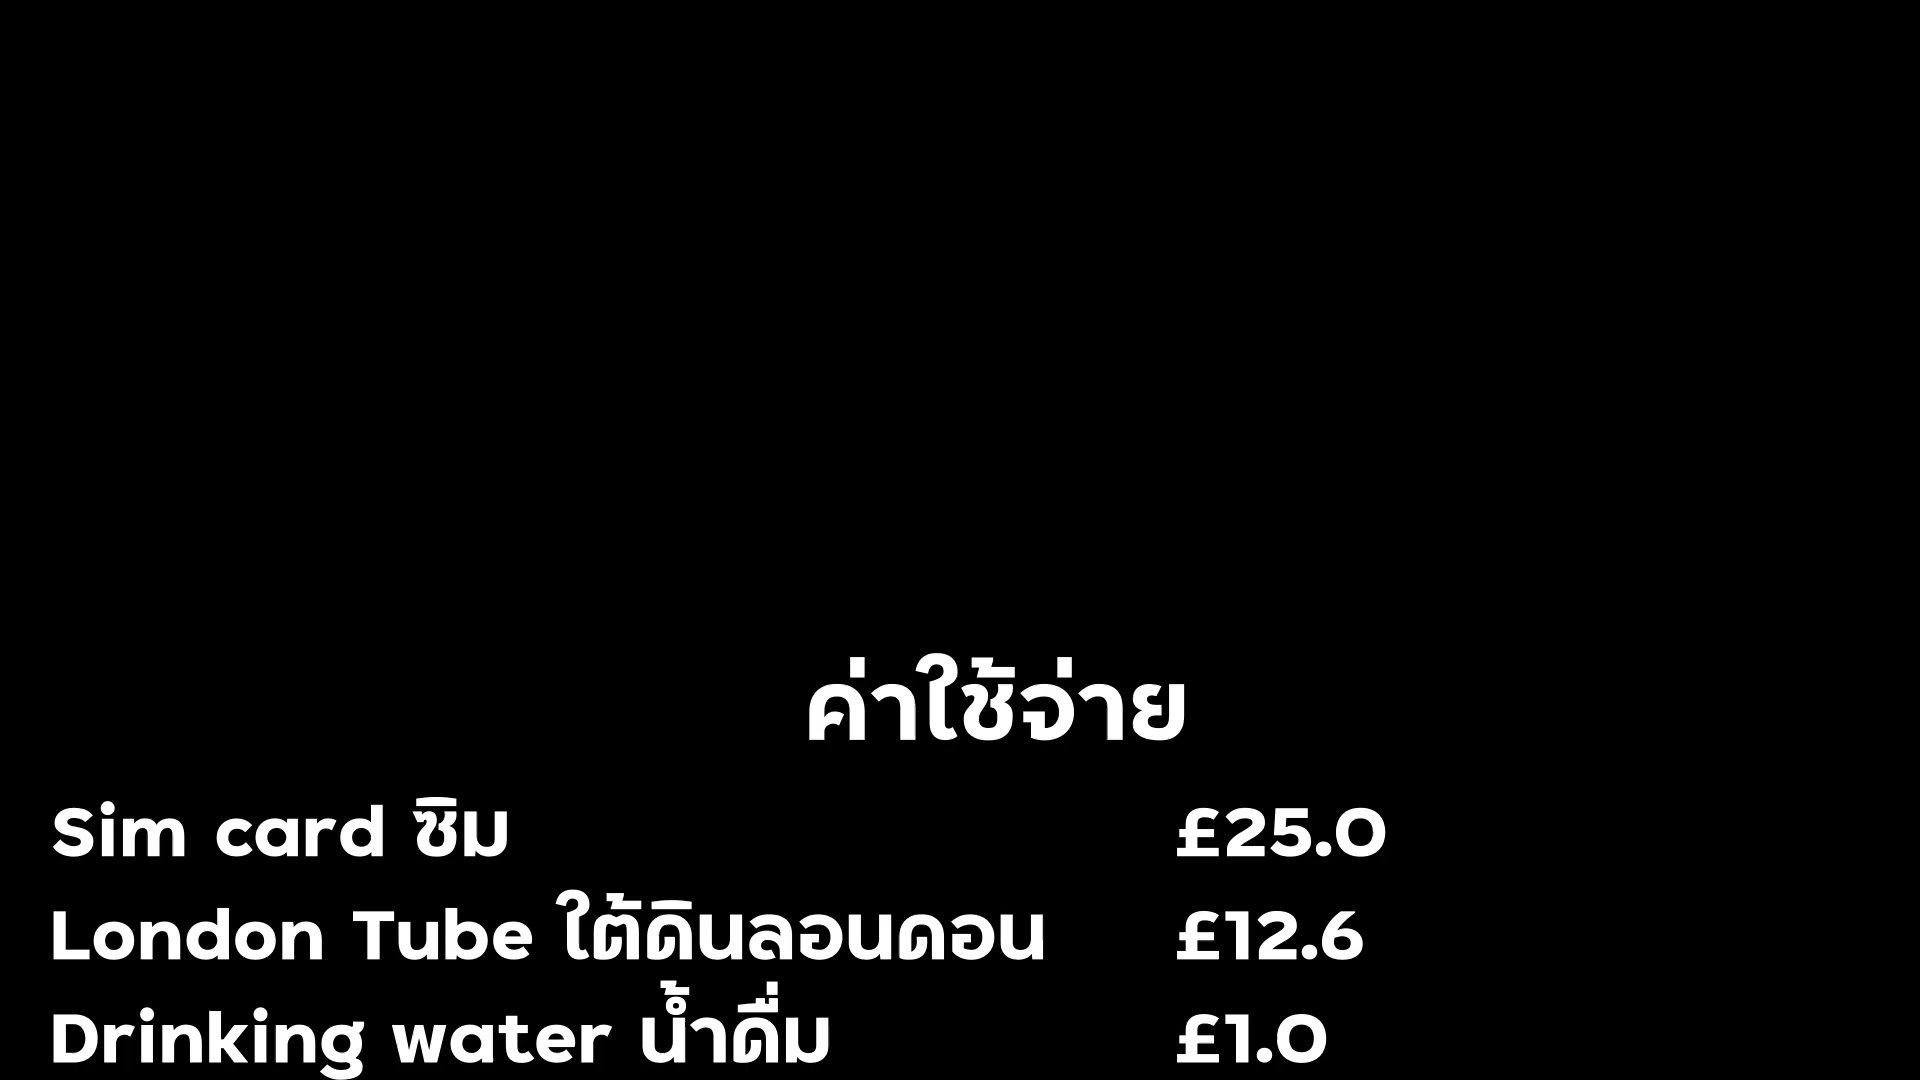 ค่าใช้จ่าย
Sim card ซิม £25.0
London Tube ใต้ดินลอนดอน £12.6
Drinking water น้ำดื่ม £1.0